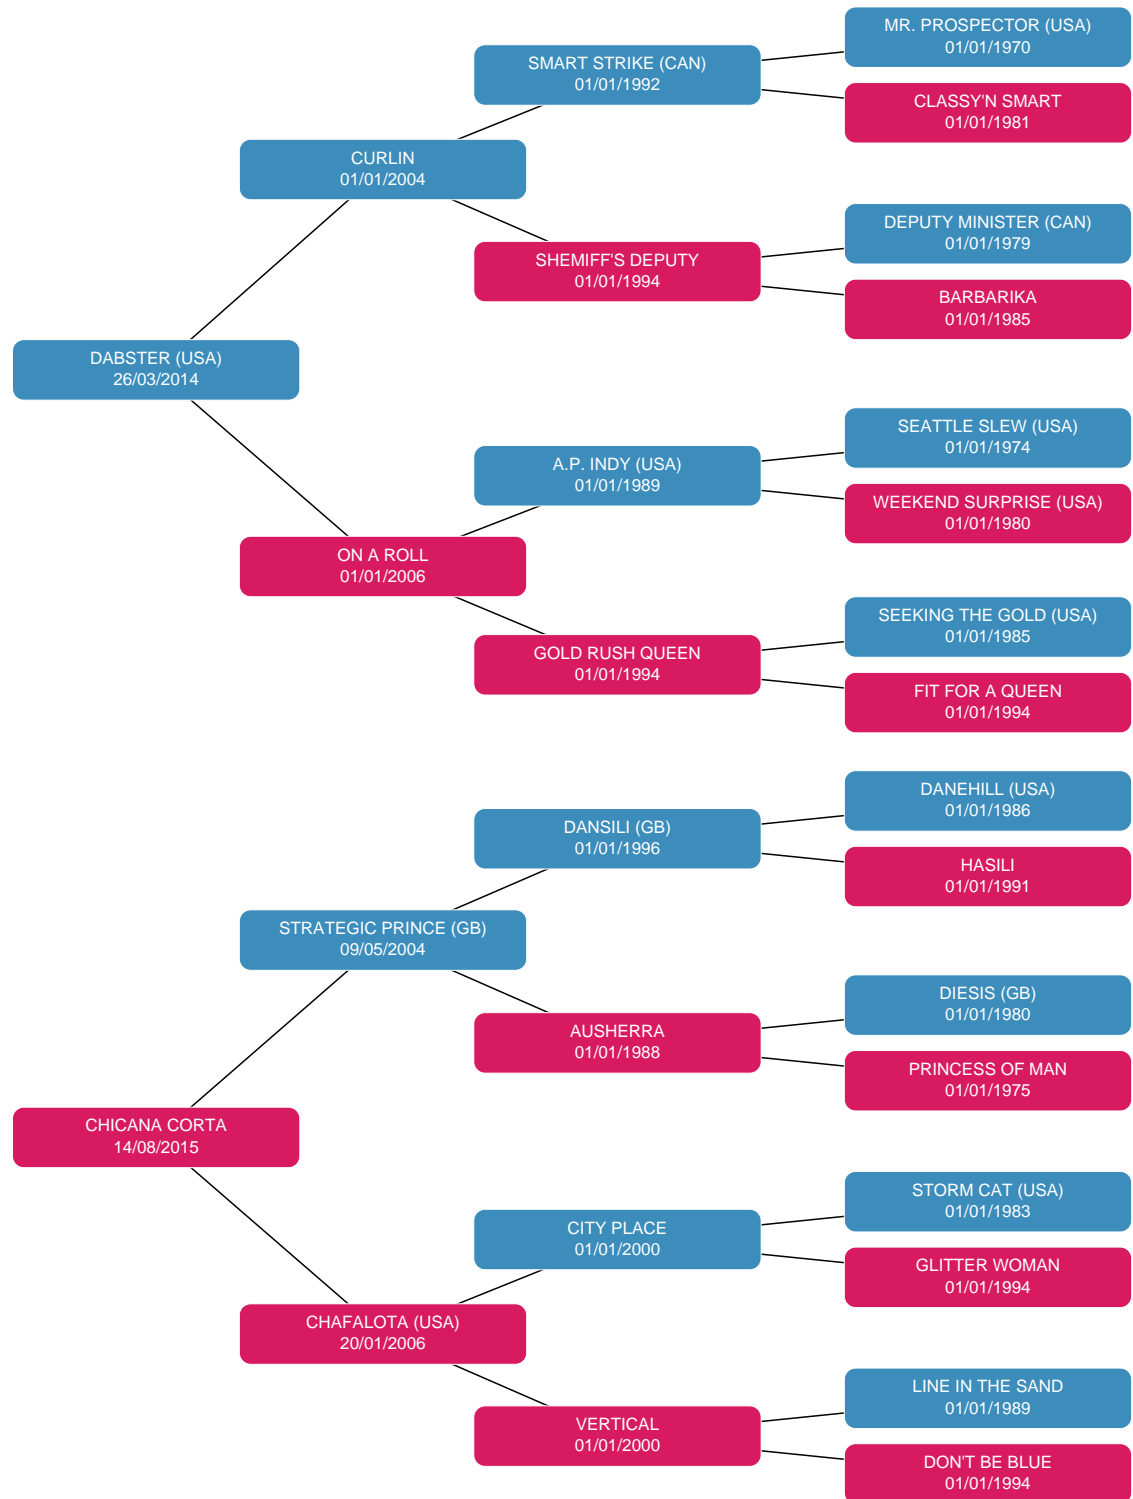 MR. PROSPECTOR (USA)
01/01/1970
SMART STRIKE (CAN)
01/01/1992
CLASSY'N SMART
01/01/1981
CURLIN
01/01/2004
DEPUTY MINISTER (CAN)
01/01/1979
SHEMIFF'S DEPUTY
01/01/1994
BARBARIKA
01/01/1985
DABSTER (USA)
26/03/2014
SEATTLE SLEW (USA)
01/01/1974
A.P. INDY (USA)
01/01/1989
WEEKEND SURPRISE (USA)
01/01/1980
ON A ROLL
01/01/2006
SEEKING THE GOLD (USA)
01/01/1985
GOLD RUSH QUEEN
01/01/1994
FIT FOR A QUEEN
01/01/1994
DANEHILL (USA)
01/01/1986
DANSILI (GB)
01/01/1996
HASILI
01/01/1991
STRATEGIC PRINCE (GB)
09/05/2004
DIESIS (GB)
01/01/1980
AUSHERRA
01/01/1988
PRINCESS OF MAN
01/01/1975
CHICANA CORTA
14/08/2015
STORM CAT (USA)
01/01/1983
CITY PLACE
01/01/2000
GLITTER WOMAN
01/01/1994
CHAFALOTA (USA)
20/01/2006
LINE IN THE SAND
01/01/1989
VERTICAL
01/01/2000
DON'T BE BLUE
01/01/1994